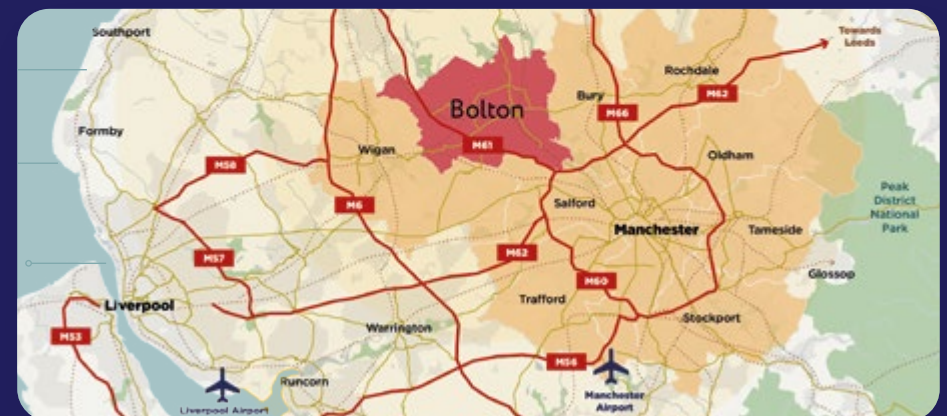 Southport
Towards
Leeds
Rochdale
M62
Bury
M66
Bolton
Formby
M61
Wigan
Oldham
M58
Peak
District
National
Park
M6
Salford
Manchester
Tameside
M62
M57
Glossop
M60
Trafford
Liverpool
Stockport
Warrington
M53
M56
Runcorn
Manchester
Airport
Liverpool Airport